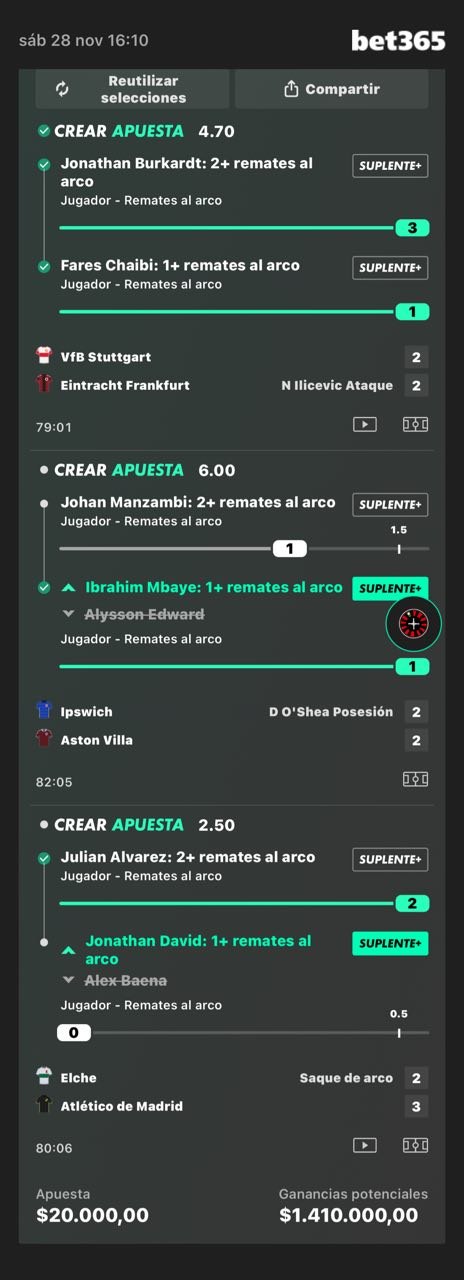 sáb 28 nov 16:10
bet365
Reutilizar
selecciones
Compartir
CREAR APUESTA 4.70
Jonathan Burkardt: 2+ remates al
arco
SUPLENTE+
Jugador - Remates al arco
3
Fares Chaibi: 1+ remates al arco
SUPLENTE+
Jugador - Remates al arco
1
VfB Stuttgart 2
Eintracht Frankfurt N Ilicevic Ataque 2
79:01
CREAR APUESTA 6.00
Johan Manzambi: 2+ remates al arco
SUPLENTE+
Jugador - Remates al arco
1.5
1
Ibrahim Mbaye: 1+ remates al arco
SUPLENTE+
Alysson Edward
Jugador - Remates al arco
1
Ipswich D O'Shea Posesión 2
Aston Villa 2
82:05
CREAR APUESTA 2.50
Julian Alvarez: 2+ remates al arco
SUPLENTE+
Jugador - Remates al arco
2
Jonathan David: 1+ remates al
arco
SUPLENTE+
Alex Baena
Jugador - Remates al arco
0.5
0
Elche Saque de arco 2
Atlético de Madrid 3
80:06
Apuesta Ganancias potenciales
$20.000,00 $1.410.000,00